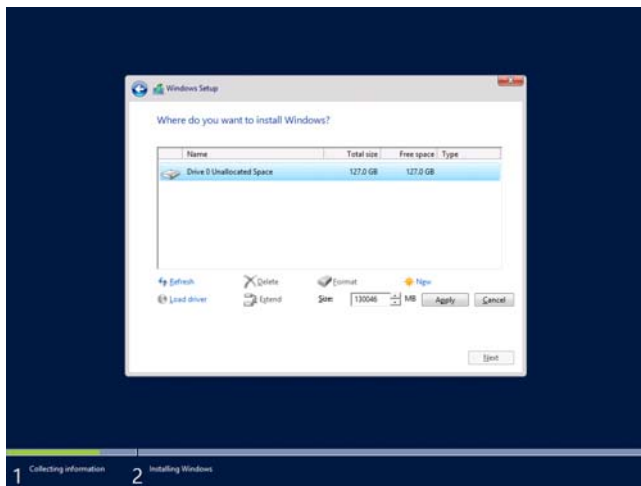 Windows Setup
Where do you want to install Windows?
Name Total size Free space Type
Drive 0 Unallocated Space 127.0 GB 127.0 GB
Refresh Delete Format New
Load driver Extend Size: 130046 MB Apply Cancel
Next
1 Collecting information 2 Installing Windows